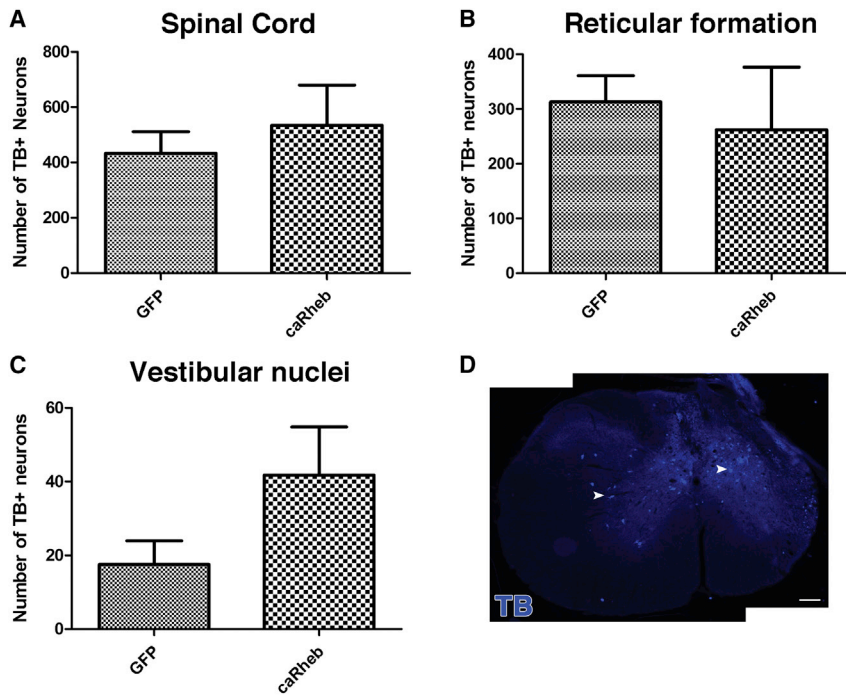 A
Spinal Cord
Number of TB+ Neurons
800
600
400
200
0
GFP
caRheb
B
Reticular formation
Number of TB+ neurons
400
300
200
100
0
GFP
caRheb
C
Vestibular nuclei
Number of TB+ neurons
60
40
20
0
GFP
caRheb
D
TB